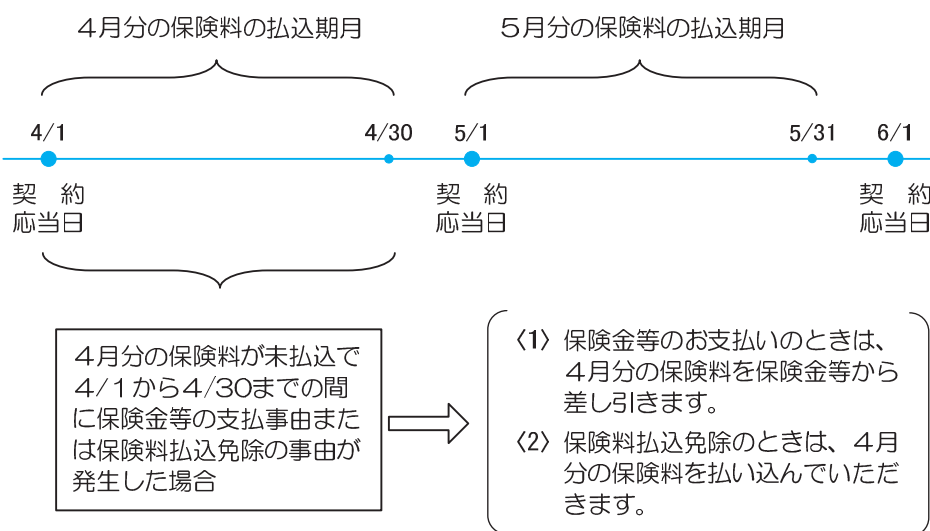 4月分の保険料の払込期月
5月分の保険料の払込期月
4/1
4/30
5/1
5/31
6/1
契 約
応当日
契 約
応当日
契 約
応当日
4月分の保険料が未払込で
4/1から4/30までの間
に保険金等の支払事由また
は保険料払込免除の事由が
発生した場合
〈1〉保険金等のお支払いのときは、
4月分の保険料を保険金等から
差し引きます。
〈2〉保険料払込免除のときは、4月
分の保険料を払い込んでいただ
きます。